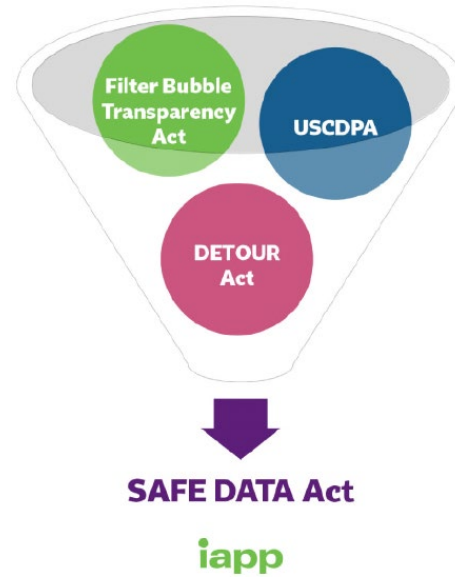 Filter Bubble
Transparency
Act
USCDPA
DETOUR
Act
SAFE DATA Act
iapp